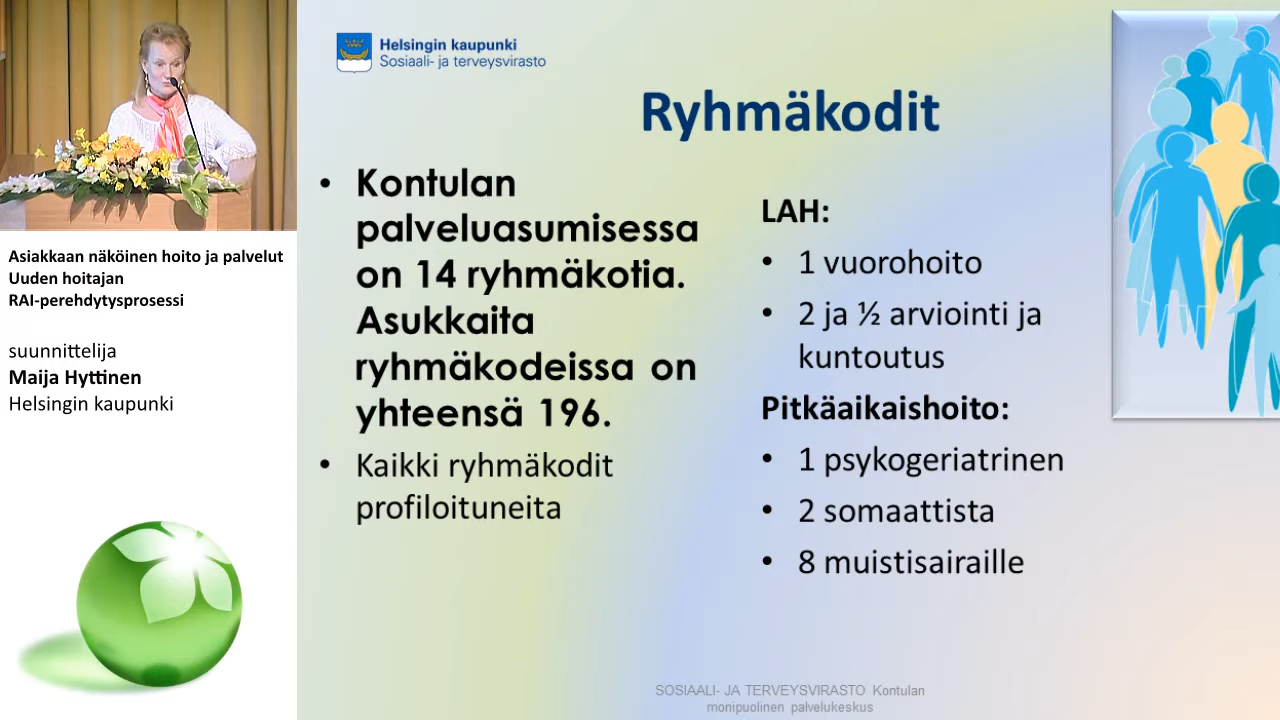 Helsingin kaupunki
Sosiaali- ja terveysvirasto
Ryhmäkodit
• Kontulan
palveluasumisessa
on 14 ryhmäkotia.
Asukkaita
ryhmäkodeissa on
yhteensä 196.
• Kaikki ryhmäkodit
profiloituneita
LAH:
• 1 vuorohoito
• 2 ja ½ arviointi ja
kuntoutus
Pitkäaikaishoito:
• 1 psykogeriatrinen
• 2 somaattista
• 8 muistisairaille
SOSIAALI- JA TERVEYSVIRASTO Kontulan
monipuolinen palvelukeskus
Asiakkaan näköinen hoito ja palvelut
Uuden hoitajan
RAI-perehdytysprosessi
suunnittelija
Maija Hyttinen
Helsingin kaupunki